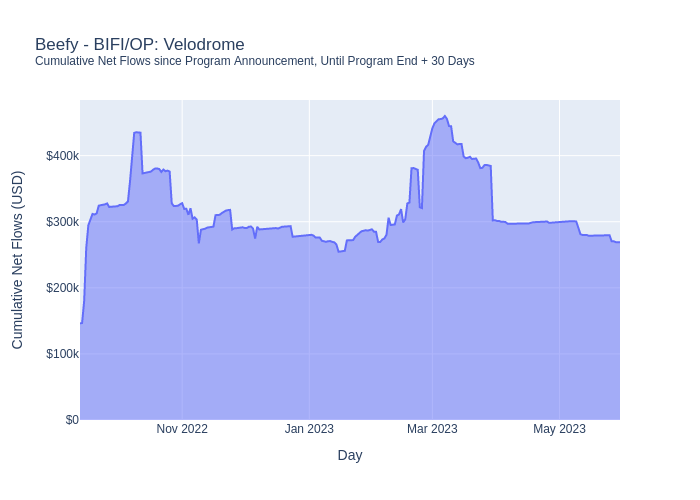 Beefy - BIFI/OP: Velodrome
Cumulative Net Flows since Program Announcement, Until Program End + 30 Days
Cumulative Net Flows (USD)
$400k
$300k
$200k
$100k
$0
Nov 2022
Jan 2023
Mar 2023
May 2023
Day